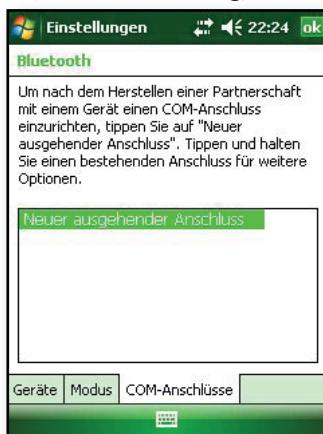 Einstellungen 22:24 ok
Bluetooth
Um nach dem Herstellen einer Partnerschaft
mit einem Gerät einen COM-Anschluss
einzurichten, tippen Sie auf "Neuer
ausgehender Anschluss". Tippen und halten
Sie einen bestehenden Anschluss für weitere
Optionen.
Neuer ausgehender Anschluss
Geräte Modus COM-Anschlüsse